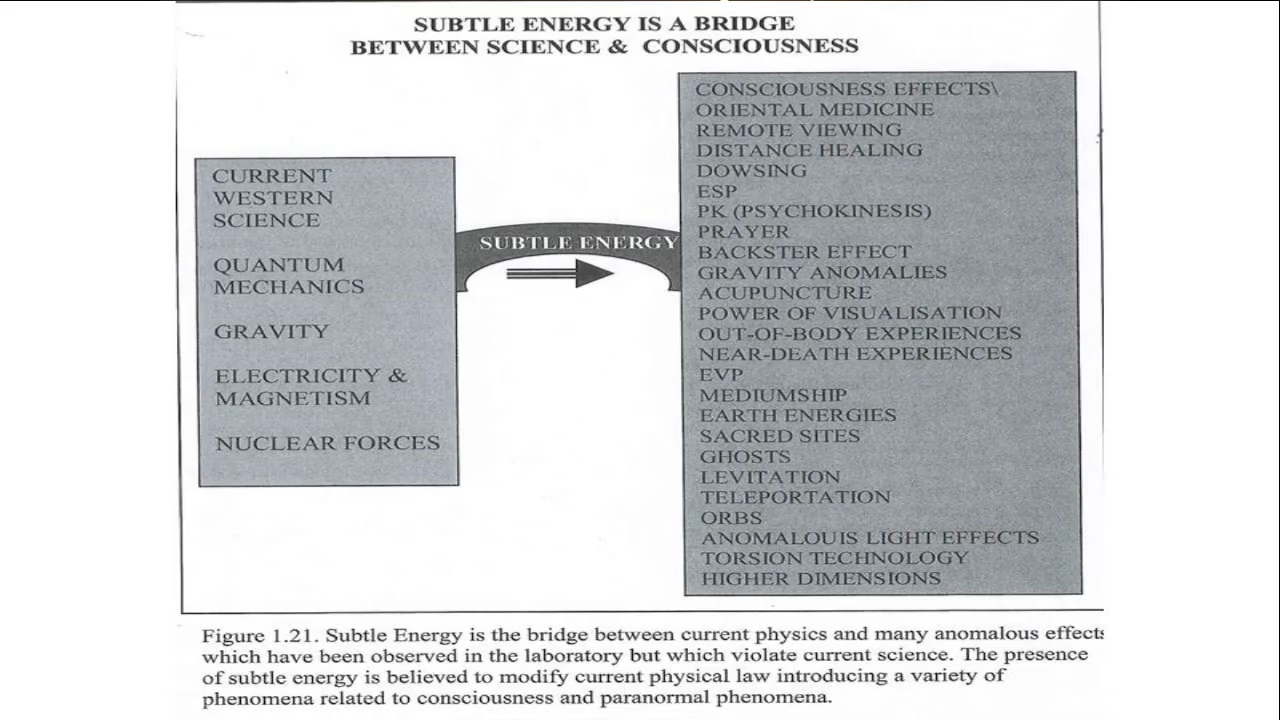 SUBTLE ENERGY IS A BRIDGE
BETWEEN SCIENCE & CONSCIOUSNESS
CURRENT
WESTERN
SCIENCE
QUANTUM
MECHANICS
GRAVITY
ELECTRICITY &
MAGNETISM
NUCLEAR FORCES
SUBTLE ENERGY
CONSCIOUSNESS EFFECTS\
ORIENTAL MEDICINE
REMOTE VIEWING
DISTANCE HEALING
DOWSING
ESP
PK (PSYCHOKINESIS)
PRAYER
BACKSTER EFFECT
GRAVITY ANOMALIES
ACUPUNCTURE
POWER OF VISUALISATION
OUT-OF-BODY EXPERIENCES
NEAR-DEATH EXPERIENCES
EVP
MEDIUMSHIP
EARTH ENERGIES
SACRED SITES
GHOSTS
LEVITATION
TELEPORTATION
ORBS
ANOMALOUIS LIGHT EFFECTS
TORSION TECHNOLOGY
HIGHER DIMENSIONS
Figure 1.21. Subtle Energy is the bridge between current physics and many anomalous effects
which have been observed in the laboratory but which violate current science. The presence
of subtle energy is believed to modify current physical law introducing a variety of
phenomena related to consciousness and paranormal phenomena.